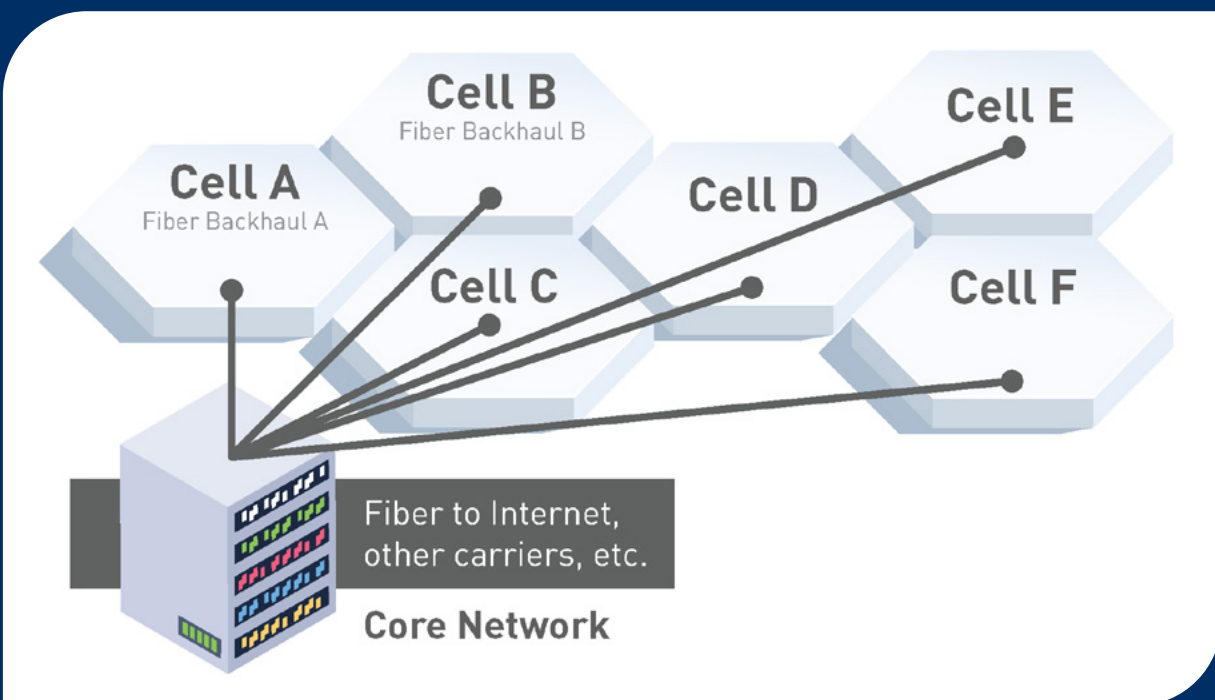 Cell A
Fiber Backhaul A
Cell B
Fiber Backhaul B
Cell C
Cell D
Cell E
Cell F
Fiber to Internet,
other carriers, etc.
Core Network